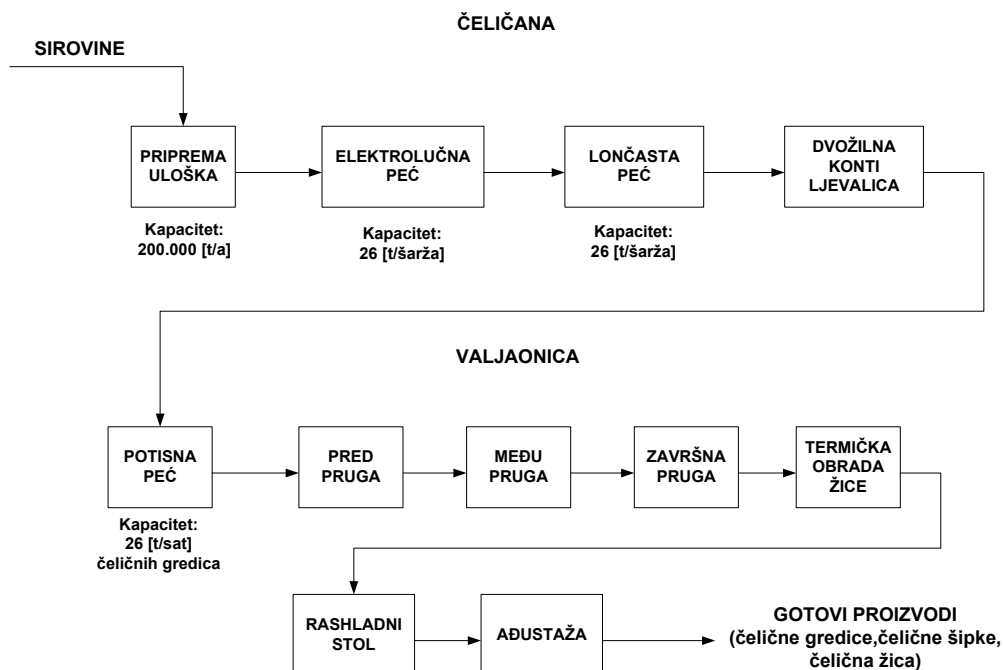 ČELIČANA
SIROVINE
PRIPREMA
ULOŠKA
ELEKTROLUČNA
PEĆ
LONČASTA
PEĆ
DVOŽILNA
KONTI
LJEVALICA
Kapacitet:
200.000 [t/a]
Kapacitet:
26 [t/šarža]
Kapacitet:
26 [t/šarža]
VALJAONICA
POTISNA
PEĆ
PRED
PRUGA
MEĐU
PRUGA
ZAVRŠNA
PRUGA
TERMIČKA
OBRADA
ŽICE
Kapacitet:
26 [t/sat]
čeličnih gredica
RASHLADNI
STOL
AĐUSTAŽA
GOTOVI PROIZVODI
(čelične gredice,čelične šipke,
čelična žica)